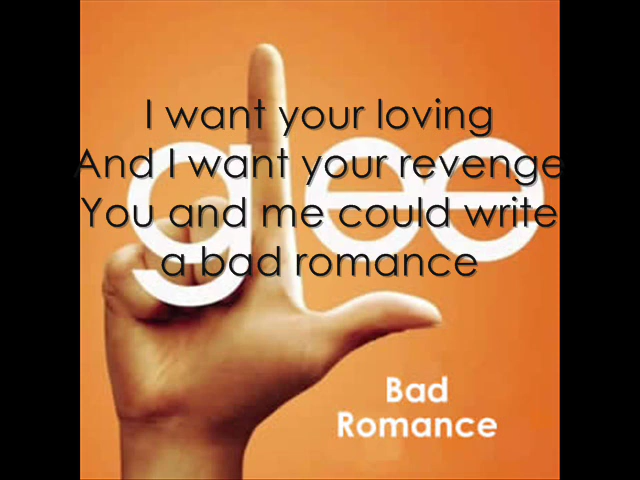 I want your loving
And I want your revenge
You and me could write
a bad romance
glee
Bad
Romance